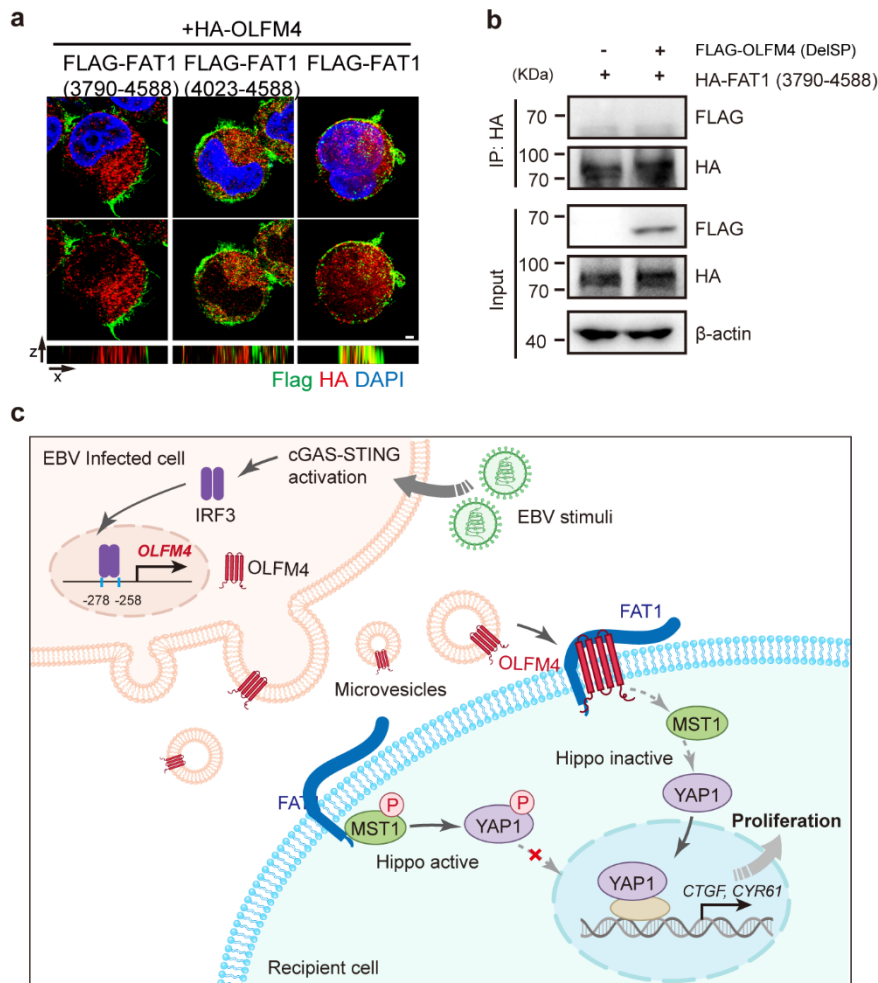 a
+HA-OLFM4
FLAG-FAT1 FLAG-FAT1 FLAG-FAT1
(3790-4588) (4023-4588)
z
x
Flag HA DAPI
b
- + FLAG-OLFM4 (DelSP)
(KDa) + + HA-FAT1 (3790-4588)
IP: HA
70 FLAG
100
70
HA
Input
70
FLAG
100
70
HA
40
β-actin
c
EBV Infected cell
cGAS-STING
activation
IRF3
EBV stimuli
OLFM4
OLFM4
-278 -258
FAT1
OLFM4
Microvesicles
MST1
Hippo inactive
YAP1
FAT1
P
MST1
P
YAP1
Hippo active
Proliferation
YAP1
CTGF, CYR61
Recipient cell